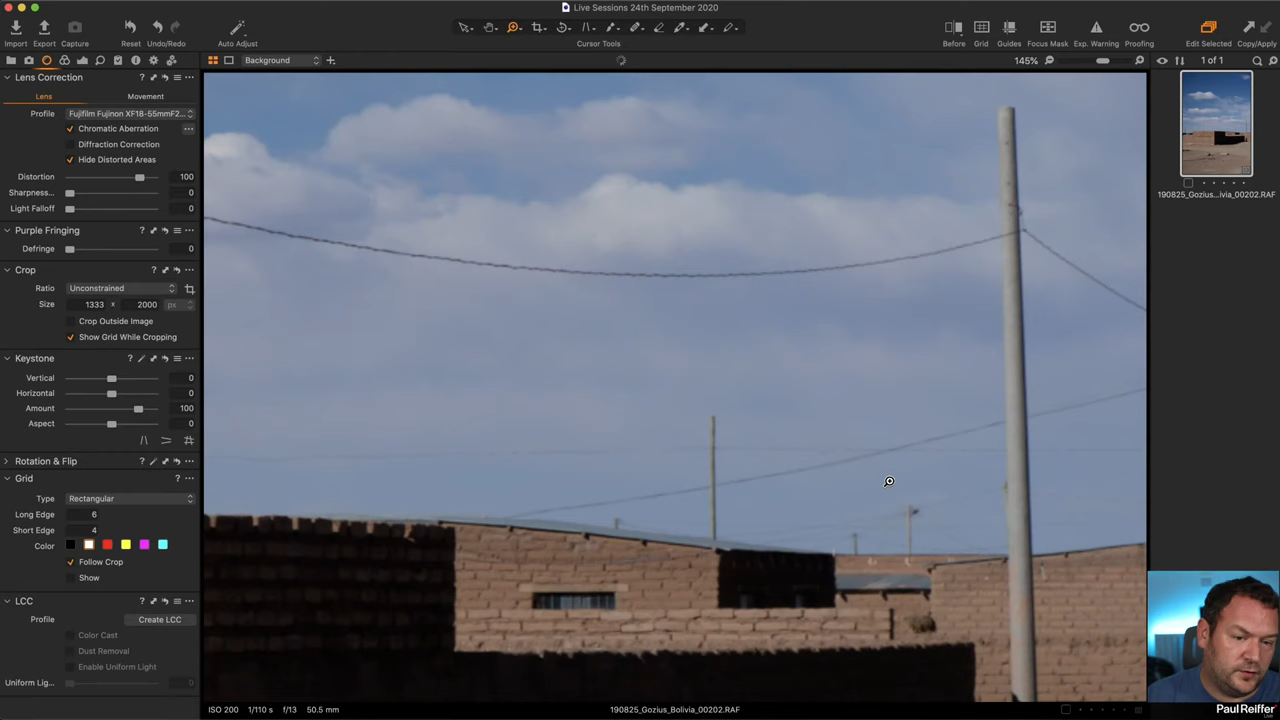 Live Sessions 24th September 2020
Import Export Capture Reset Undo/Redo Auto Adjust Cursor Tools Before Grid Guides Focus Mask Exp. Warning Proofing Edit Selected Copy/Apply
Background 145% 1 of 1
Lens Correction
Lens Movement
Profile Fujifilm Fujinon XF18-55mmF2...
Chromatic Aberration
Diffraction Correction
Hide Distorted Areas
Distortion 100
Sharpness... 0
Light Falloff 0
Purple Fringing
Defringe 0
Crop
Ratio Unconstrained
Size 1333 x 2000 px
Crop Outside Image
Show Grid While Cropping
Keystone
Vertical 0
Horizontal 0
Amount 100
Aspect 0
Rotation & Flip
Grid
Type Rectangular
Long Edge 6
Short Edge 4
Color
Follow Crop
Show
LCC
Profile Create LCC
Color Cast
Dust Removal
Enable Uniform Light
Uniform Lig... 0
190825_Gozius...ivia_00202.RAF
ISO 200 1/110 s f/13 50.5 mm 190825_Gozius_Bolivia_00202.RAF
Paul Reiffer Live